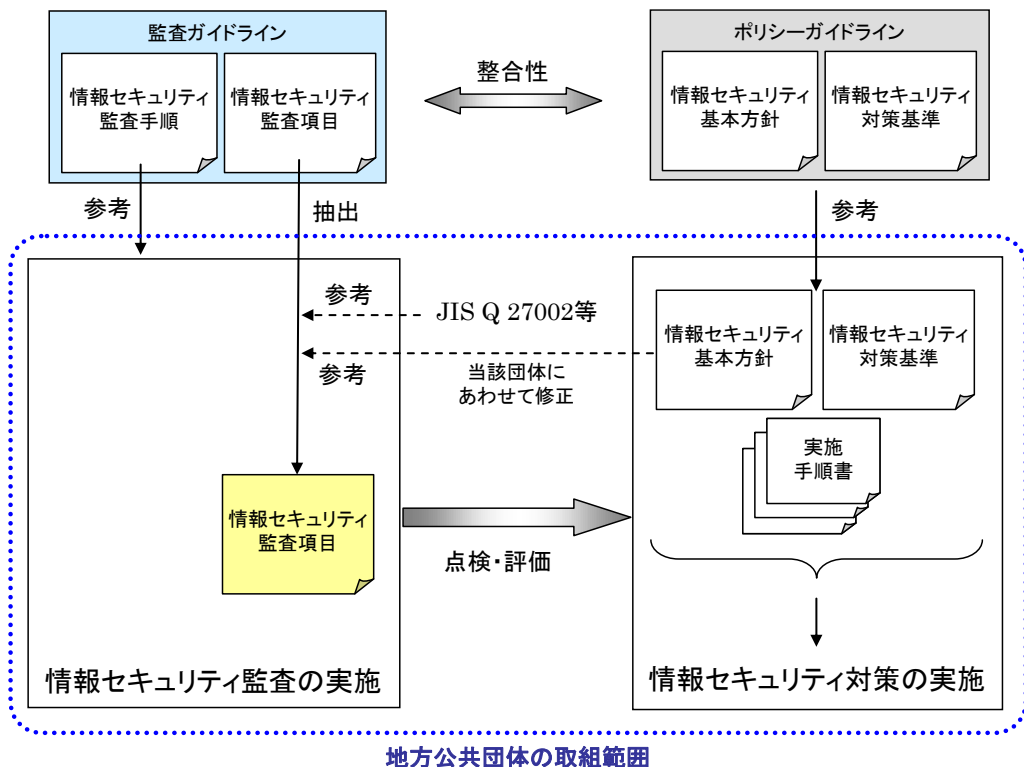 監査ガイドライン
情報セキュリティ
監査手順
情報セキュリティ
監査項目
整合性
ポリシーガイドライン
情報セキュリティ
基本方針
情報セキュリティ
対策基準
参考
抽出
参考
参考
JIS Q 27002等
参考
当該団体に
あわせて修正
情報セキュリティ
基本方針
情報セキュリティ
対策基準
実施
手順書
情報セキュリティ
監査項目
点検・評価
情報セキュリティ監査の実施
情報セキュリティ対策の実施
地方公共団体の取組範囲